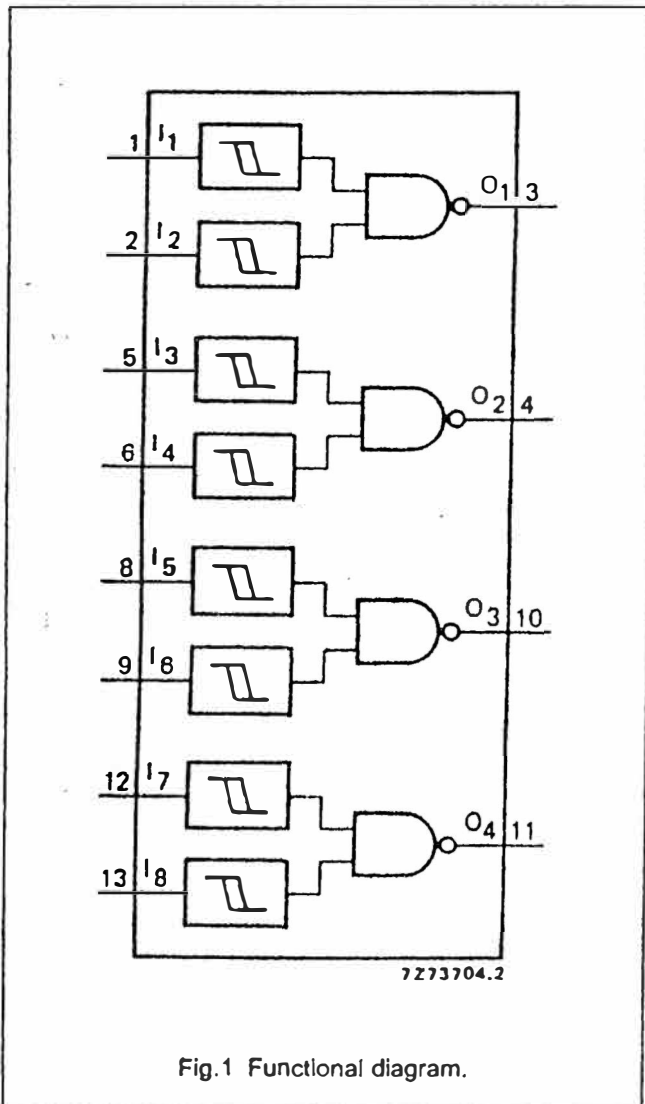 1 I1
O1 3
2 I2
5 I3
O2 4
6 I4
8 I5
O3 10
9 I6
12 I7
O4 11
13 I8
7Z73704.2
Fig.1 Functional diagram.